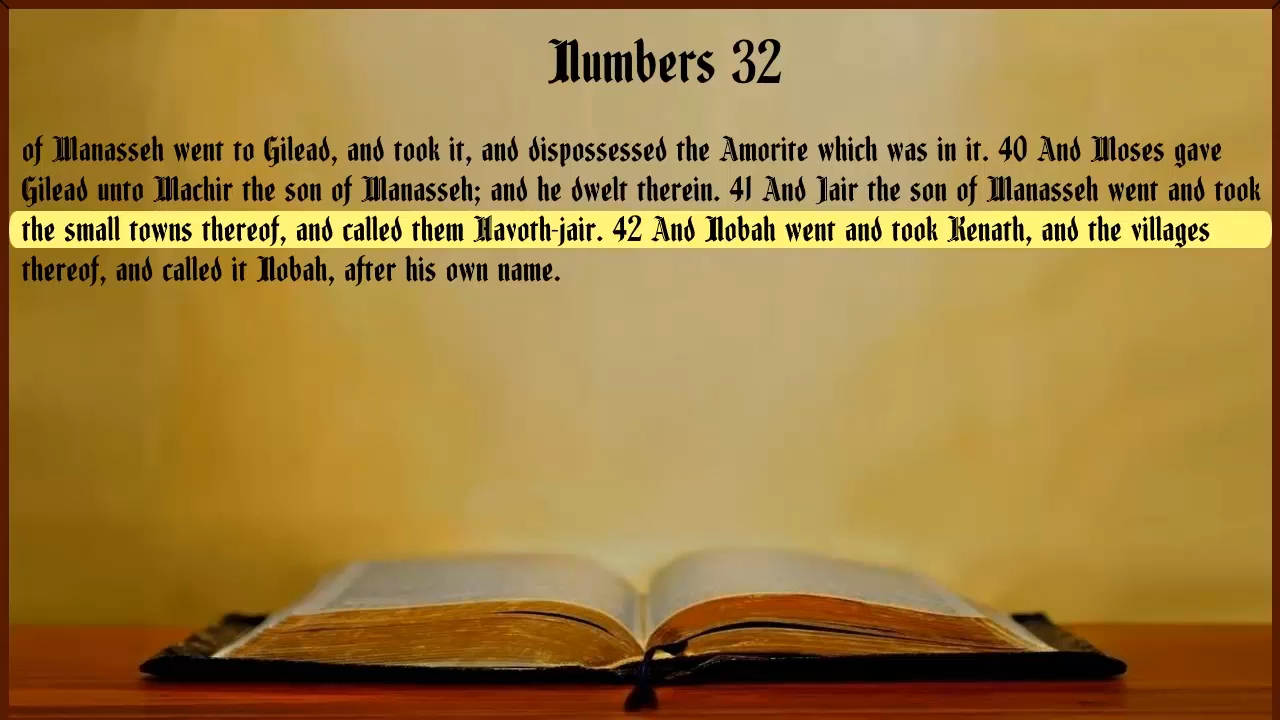 Numbers 32
of Manasseh went to Gilead, and took it, and dispossessed the Amorite which was in it. 40 And Moses gave
Gilead unto Machir the son of Manasseh; and he dwelt therein. 41 And Jair the son of Manasseh went and took
the small towns thereof, and called them Havoth-jair. 42 And Nobah went and took Kenath, and the villages
thereof, and called it Nobah, after his own name.